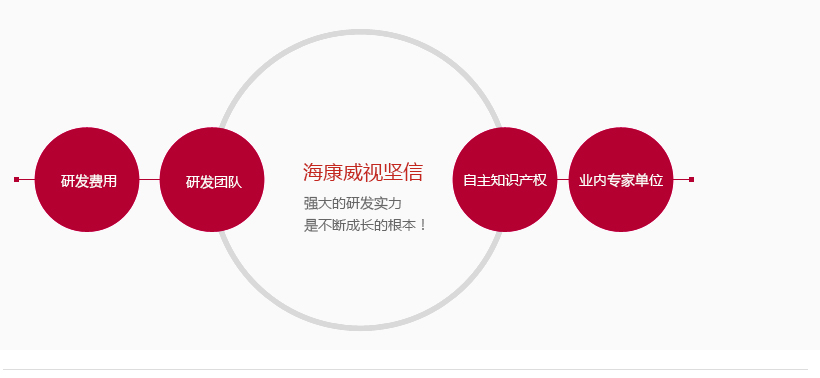 研发费用
研发团队
海康威视坚信
强大的研发实力
是不断成长的根本！
自主知识产权
业内专家单位